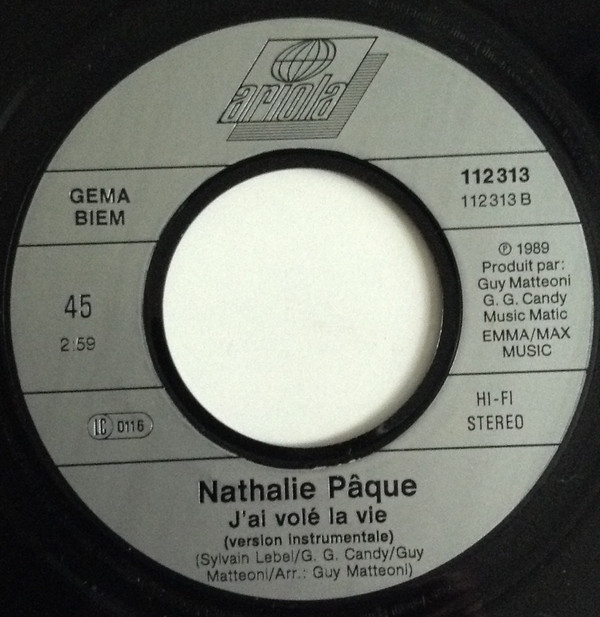 ariola
GEMA
BIEM
112313
112313 B
45
2:59
℗ 1989
Produit par:
Guy Matteoni
G. G. Candy
Music Matic
EMMA/MAX
MUSIC
LC 0116
HI-FI
STEREO
Nathalie Pâque
J'ai volé la vie
(version instrumentale)
(Sylvain Lebel/G. G. Candy/Guy
Matteoni/Arr.: Guy Matteoni)